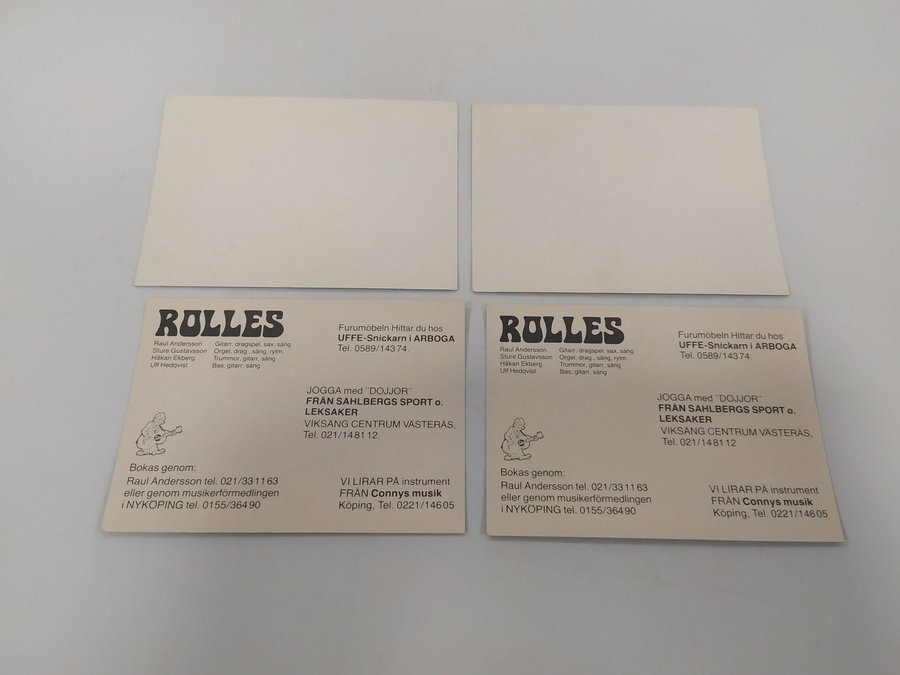 ROLLES
Raul Andersson Gitarr, dragspel, sax, sång
Sture Gustavsson Orgel, drag., sång, rytm
Håkan Ekberg Trummor, gitarr, sång
Ulf Hedqvist Bas, gitarr, sång
Furumöbeln Hittar du hos
UFFE-Snickarn i ARBOGA
Tel. 0589/14374.
JOGGA med "DOJJOR"
FRÅN SAHLBERGS SPORT o.
LEKSAKER
VIKSÄNG CENTRUM VÄSTERÅS,
Tel. 021/148112
Bokas genom:
Raul Andersson tel. 021/331163
eller genom musikerförmedlingen
i NYKÖPING tel. 0155/36490
VI LIRAR PÅ instrument
FRÅN Connys musik
Köping, Tel. 0221/14605
ROLLES
Raul Andersson Gitarr, dragspel, sax, sång
Sture Gustavsson Orgel, drag., sång, rytm.
Håkan Ekberg Trummor, gitarr, sång
Ulf Hedqvist Bas, gitarr, sång
Furumöbeln Hittar du hos
UFFE-Snickarn i ARBOGA
Tel. 0589/14374.
JOGGA med "DOJJOR"
FRÅN SAHLBERGS SPORT o.
LEKSAKER
VIKSÄNG CENTRUM VÄSTERÅS,
Tel. 021/148112
Bokas genom:
Raul Andersson tel. 021/331163
eller genom musikerförmedlingen
i NYKÖPING tel. 0155/36490
VI LIRAR PÅ instrument
FRÅN Connys musik
Köping, Tel. 0221/14605